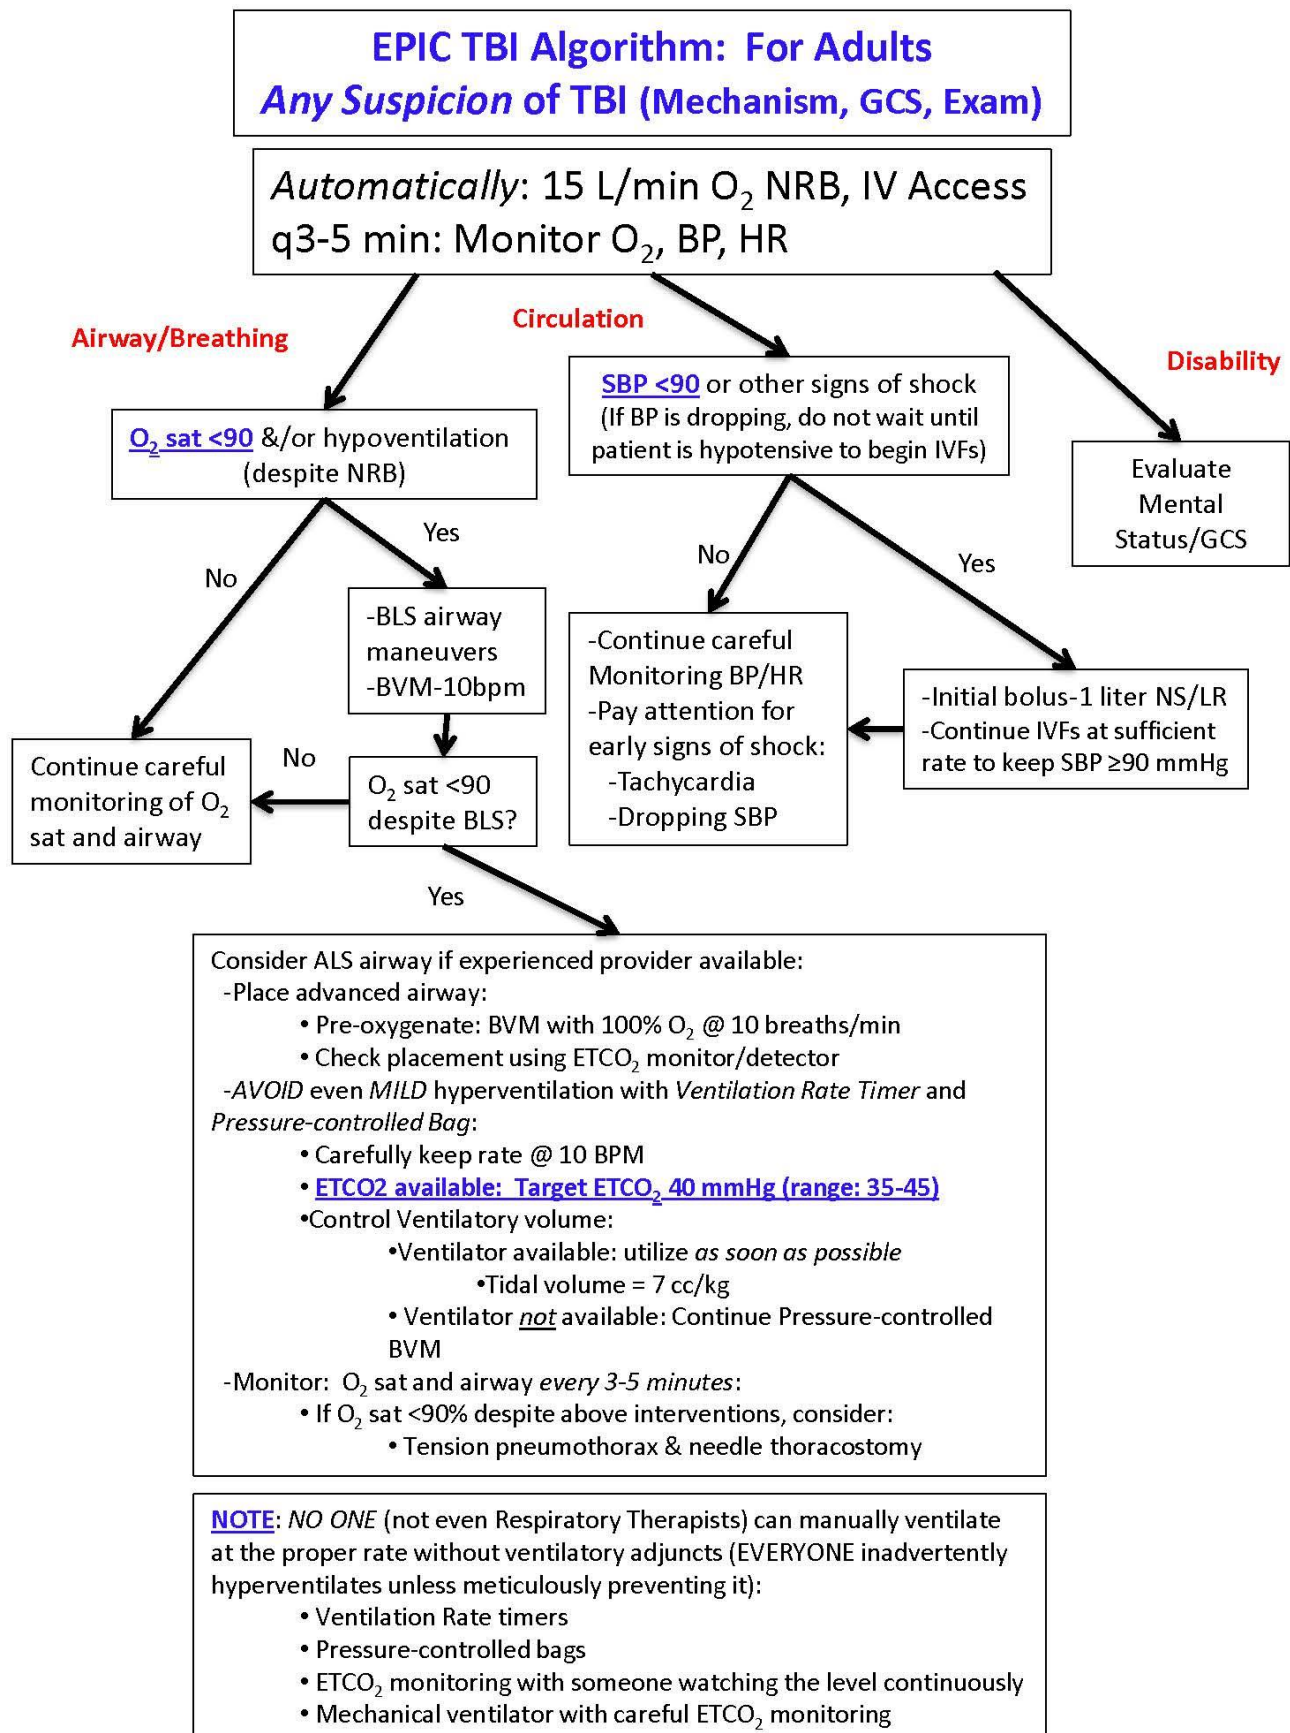 EPIC TBI Algorithm: For Adults
Any Suspicion of TBI (Mechanism, GCS, Exam)
Automatically: 15 L/min O₂ NRB, IV Access
q3-5 min: Monitor O₂, BP, HR
Airway/Breathing
Circulation
Disability
O₂ sat <90 &/or hypoventilation
(despite NRB)
SBP <90 or other signs of shock
(If BP is dropping, do not wait until
patient is hypotensive to begin IVFs)
Evaluate
Mental
Status/GCS
No
Yes
No
Yes
-BLS airway
maneuvers
-BVM-10bpm
-Continue careful
Monitoring BP/HR
-Pay attention for
early signs of shock:
-Tachycardia
-Dropping SBP
-Initial bolus-1 liter NS/LR
-Continue IVFs at sufficient
rate to keep SBP ≥90 mmHg
Continue careful
monitoring of O₂
sat and airway
No
O₂ sat <90
despite BLS?
Yes
Consider ALS airway if experienced provider available:
-Place advanced airway:
• Pre-oxygenate: BVM with 100% O₂ @ 10 breaths/min
• Check placement using ETCO₂ monitor/detector
-AVOID even MILD hyperventilation with Ventilation Rate Timer and
Pressure-controlled Bag:
• Carefully keep rate @ 10 BPM
• ETCO2 available: Target ETCO₂ 40 mmHg (range: 35-45)
•Control Ventilatory volume:
•Ventilator available: utilize as soon as possible
•Tidal volume = 7 cc/kg
• Ventilator not available: Continue Pressure-controlled
BVM
-Monitor: O₂ sat and airway every 3-5 minutes:
• If O₂ sat <90% despite above interventions, consider:
• Tension pneumothorax & needle thoracostomy
NOTE: NO ONE (not even Respiratory Therapists) can manually ventilate
at the proper rate without ventilatory adjuncts (EVERYONE inadvertently
hyperventilates unless meticulously preventing it):
• Ventilation Rate timers
• Pressure-controlled bags
• ETCO₂ monitoring with someone watching the level continuously
• Mechanical ventilator with careful ETCO₂ monitoring